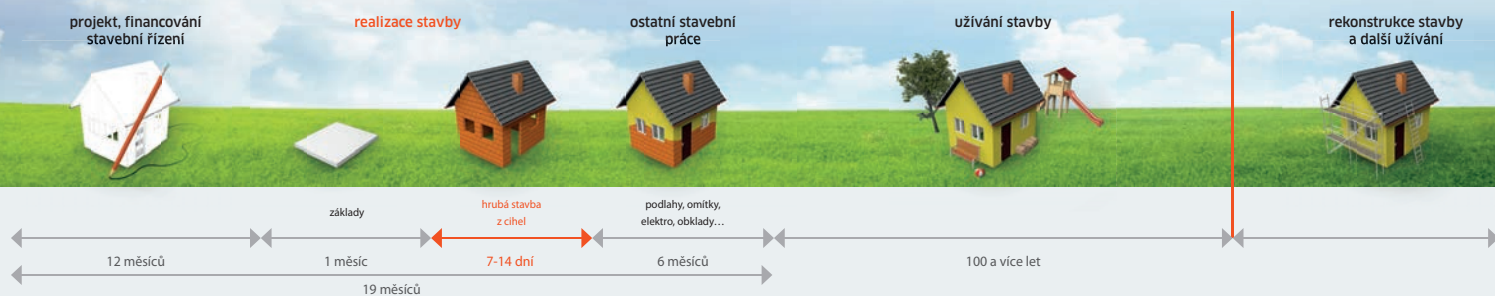 projekt, financování
stavební řízení
realizace stavby
ostatní stavební
práce
užívání stavby
rekonstrukce stavby
a další užívání
základy
hrubá stavba
z cihel
podlahy, omítky,
elektro, obklady…
12 měsíců
1 měsíc
7-14 dní
6 měsíců
100 a více let
19 měsíců